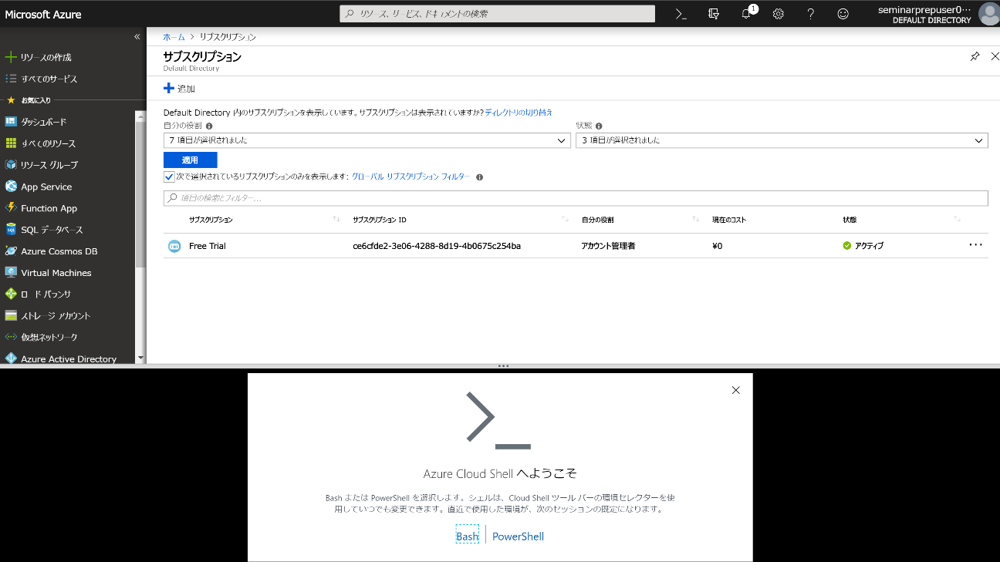 Microsoft Azure
リソース、サービス、ドキュメントの検索
1
seminarprepuser0…
DEFAULT DIRECTORY
リソースの作成
すべてのサービス
お気に入り
ダッシュボード
すべてのリソース
リソース グループ
App Service
Function App
SQL データベース
Azure Cosmos DB
Virtual Machines
ロード バランサ
ストレージ アカウント
仮想ネットワーク
Azure Active Directory
ホーム > サブスクリプション
サブスクリプション
Default Directory
追加
Default Directory 内のサブスクリプションを表示しています。サブスクリプションは表示されていますか? ディレクトリの切り替え
自分の役割 状態
7 項目が選択されました 3 項目が選択されました
適用
次で選択されているサブスクリプションのみを表示します: グローバル サブスクリプション フィルター
項目の検索とフィルター...
サブスクリプション サブスクリプション ID 自分の役割 現在のコスト 状態
Free Trial ce6cfde2-3e06-4288-8d19-4b0675c254ba アカウント管理者 ¥0 アクティブ
Azure Cloud Shell へようこそ
Bash または PowerShell を選択します。シェルは、Cloud Shell ツール バーの環境セレクターを使
用していつでも変更できます。直近で使用した環境が、次のセッションの既定になります。
Bash PowerShell